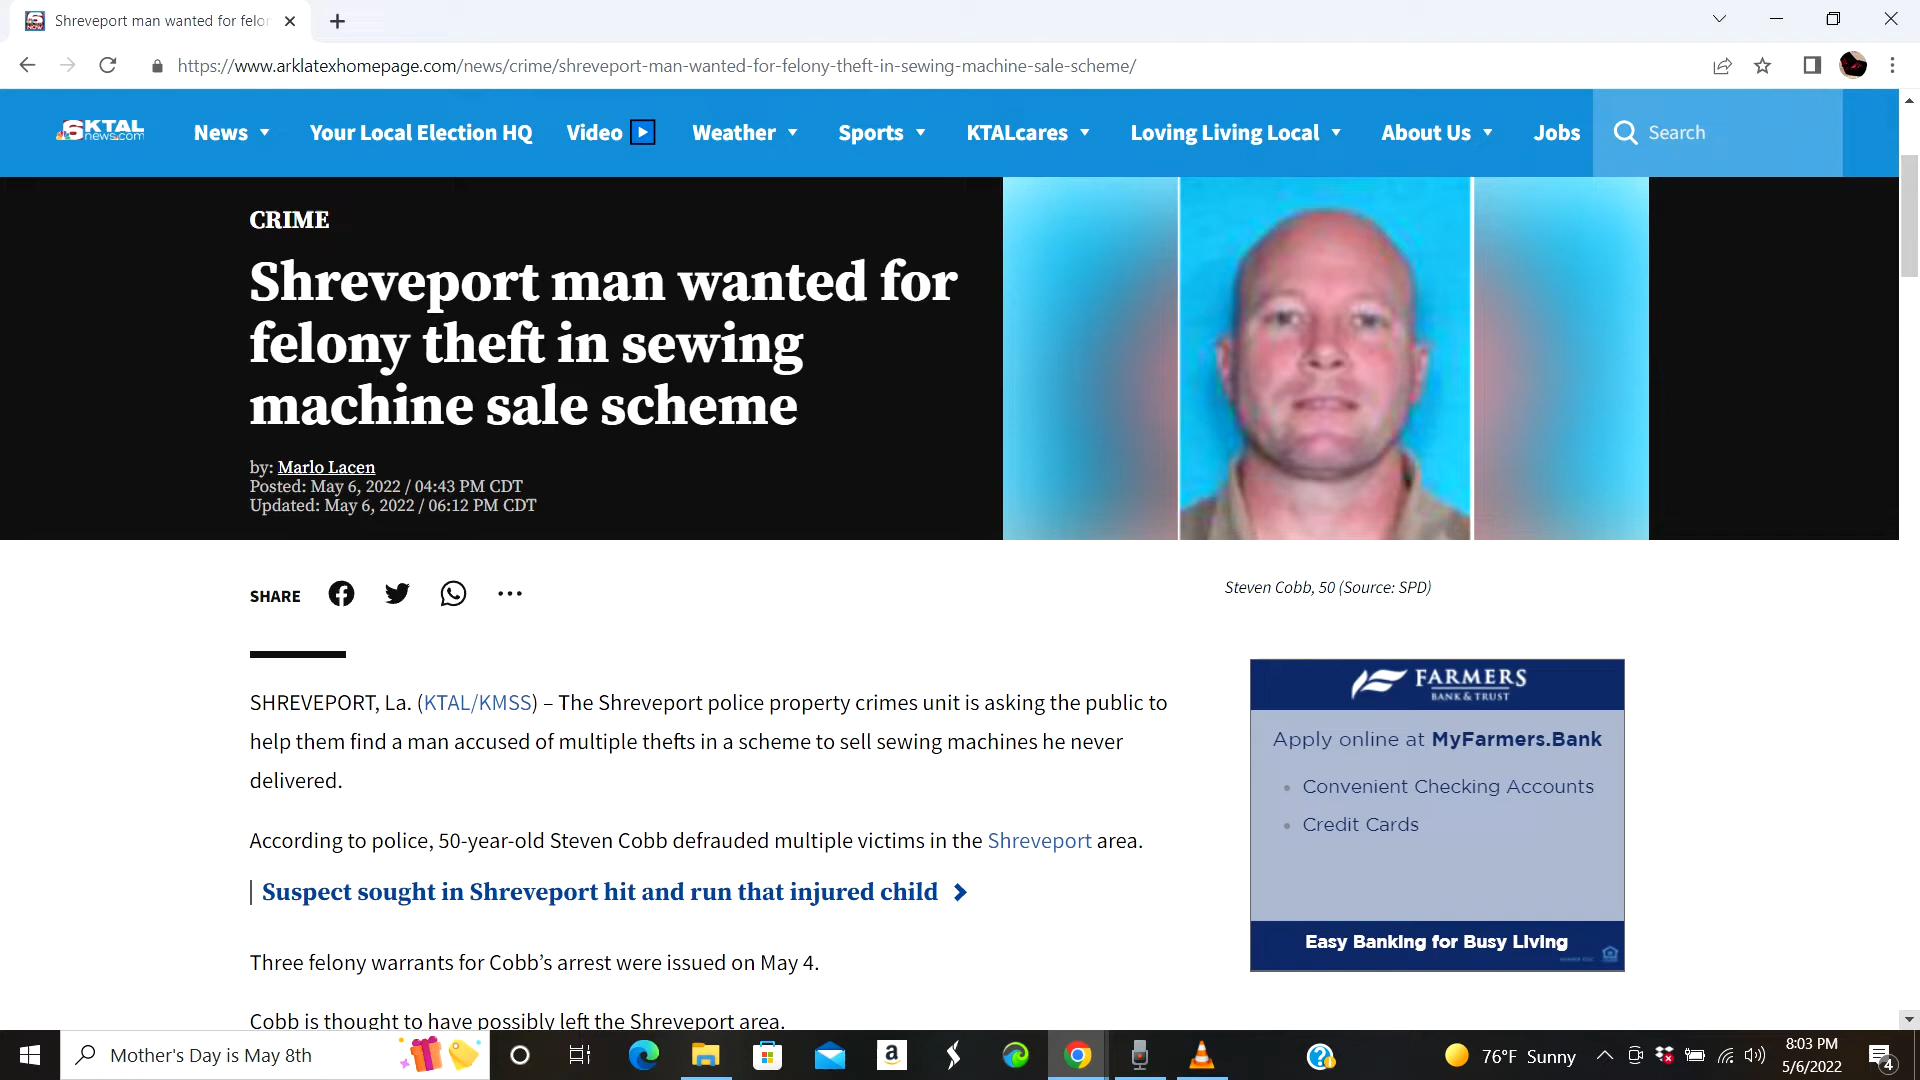 Shreveport man wanted for felo
https://www.arklatexhomepage.com/news/crime/shreveport-man-wanted-for-felony-theft-in-sewing-machine-sale-scheme/
6KTAL
news.com
News
Your Local Election HQ
Video
Weather
Sports
KTALcares
Loving Living Local
About Us
Jobs
Search
CRIME
Shreveport man wanted for
felony theft in sewing
machine sale scheme
by: Marlo Lacen
Posted: May 6, 2022 / 04:43 PM CDT
Updated: May 6, 2022 / 06:12 PM CDT
SHARE
Steven Cobb, 50 (Source: SPD)
SHREVEPORT, La. (KTAL/KMSS) – The Shreveport police property crimes unit is asking the public to
help them find a man accused of multiple thefts in a scheme to sell sewing machines he never
delivered.
According to police, 50-year-old Steven Cobb defrauded multiple victims in the Shreveport area.
Suspect sought in Shreveport hit and run that injured child
Three felony warrants for Cobb’s arrest were issued on May 4.
Cobb is thought to have possibly left the Shreveport area.
FARMERS
BANK & TRUST
Apply online at MyFarmers.Bank
• Convenient Checking Accounts
• Credit Cards
Easy Banking for Busy Living
Mother's Day is May 8th
76°F Sunny
8:03 PM
5/6/2022
4